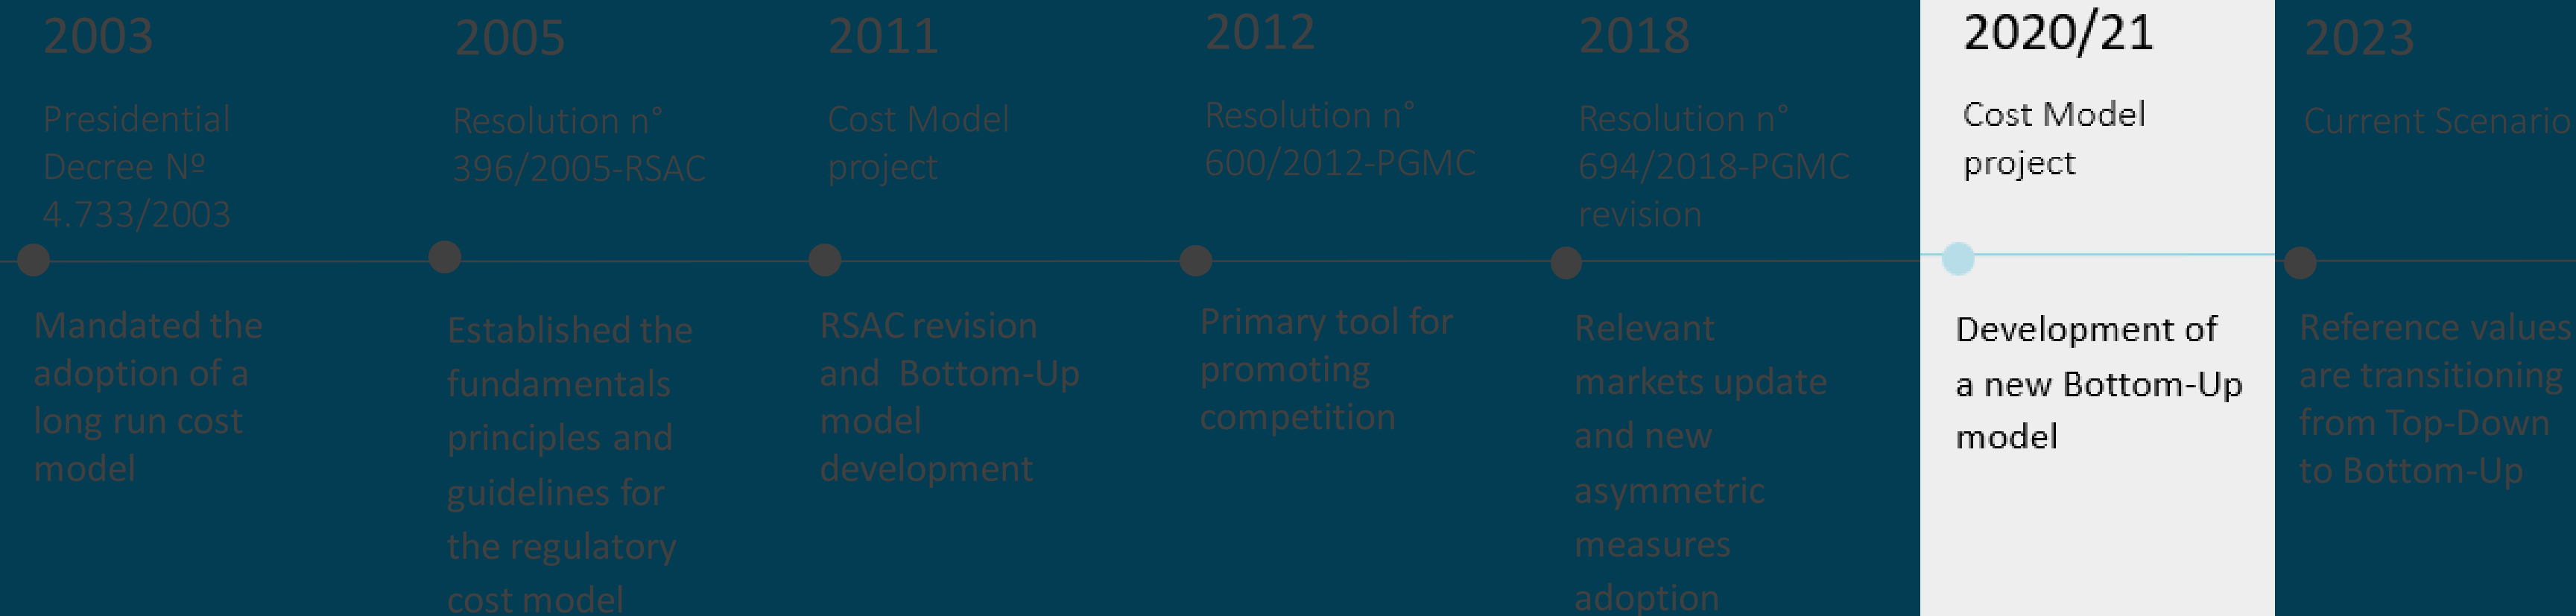 2003
Presidential
Decree Nº
4.733/2003
Mandated the
adoption of a
long run cost
model
2005
Resolution n°
396/2005-RSAC
Established the
fundamentals
principles and
guidelines for
the regulatory
cost model
2011
Cost Model
project
RSAC revision
and Bottom-Up
model
development
2012
Resolution n°
600/2012-PGMC
Primary tool for
promoting
competition
2018
Resolution n°
694/2018-PGMC
revision
Relevant
markets update
and new
asymmetric
measures
adoption
2020/21
Cost Model
project
Development of
a new Bottom-Up
model
2023
Current Scenario
Reference values
are transitioning
from Top-Down
to Bottom-Up